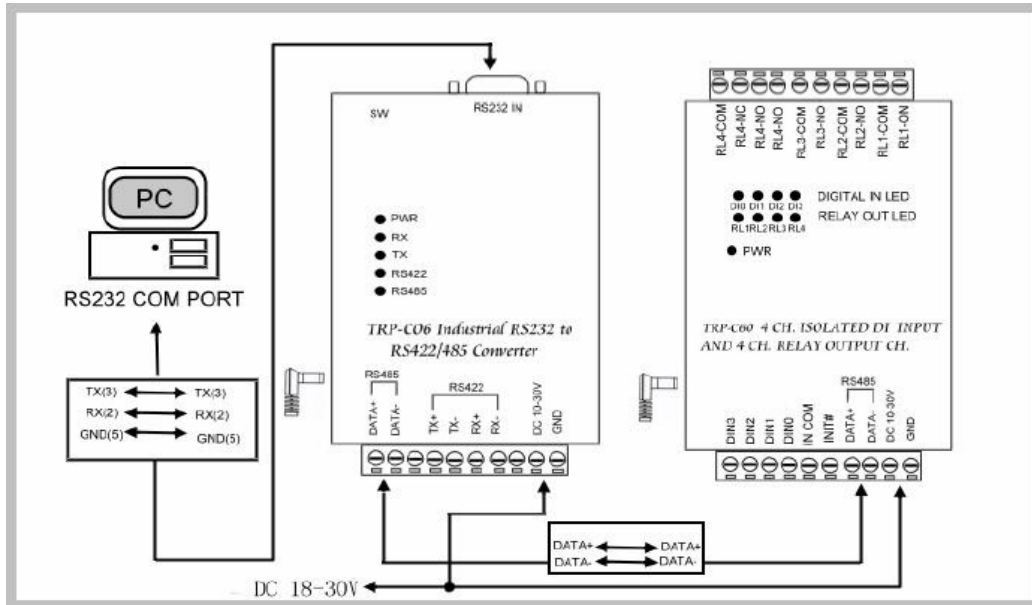 PC
RS232 COM PORT
TX(3) TX(3)
RX(2) RX(2)
GND(5) GND(5)
SW
RS232 IN
PWR
RX
TX
RS422
RS485
TRP-C06 Industrial RS232 to
RS422/485 Converter
RS485
RS422
DATA+
DATA-
TX+
TX-
RX+
RX-
DC 10-30V
GND
RL4-COM
RL4-NC
RL4-NO
RL4-NO
RL3-COM
RL3-NO
RL2-COM
RL2-NO
RL1-COM
RL1-ON
DIGITAL IN LED
DI0 DI1 DI2 DI3
RELAY OUT LED
RL1 RL2 RL3 RL4
PWR
TRP-C60 4 CH. ISOLATED DI INPUT
AND 4 CH. RELAY OUTPUT CH.
RS485
DIN3
DIN2
DIN1
DIN0
IN COM
INIT#
DATA+
DATA-
DC 10-30V
GND
DATA+ DATA+
DATA- DATA-
DC 18-30V